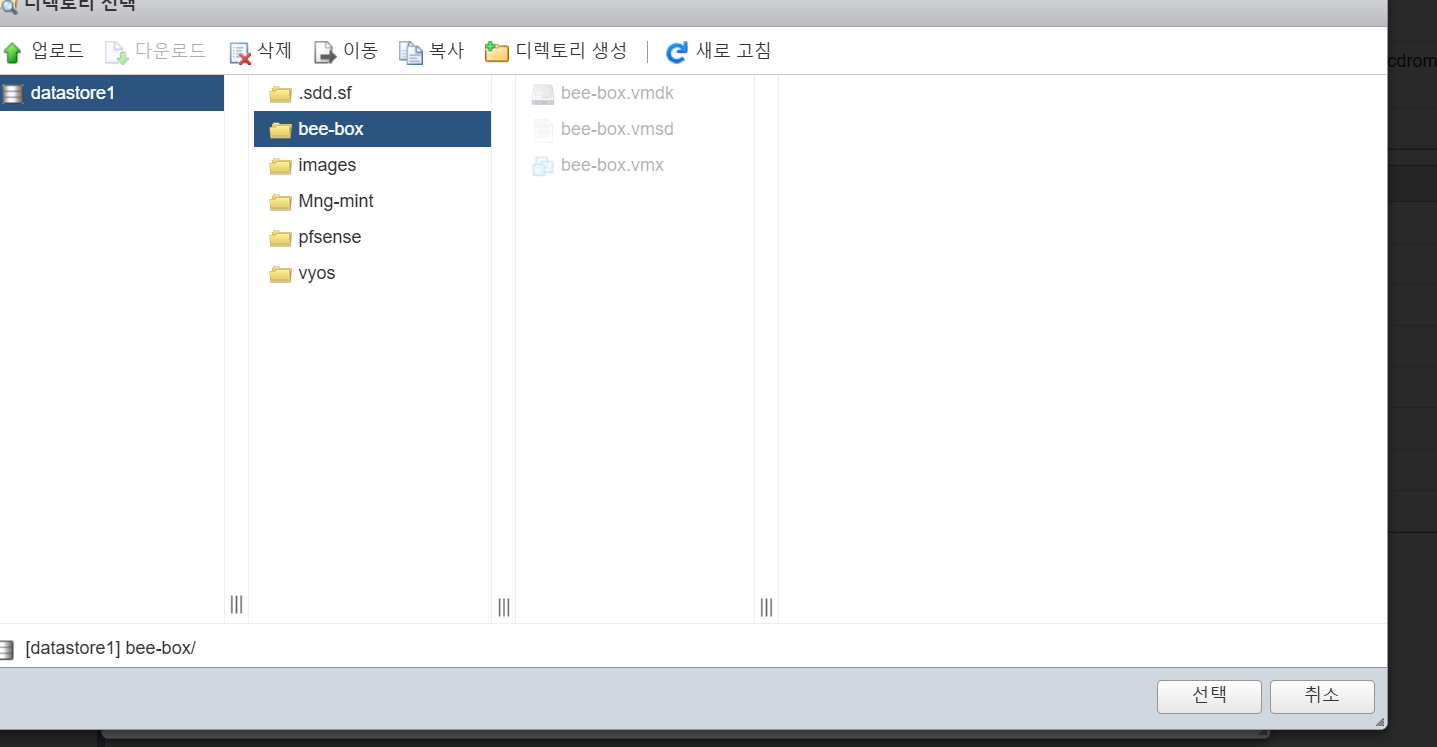 디렉토리 선택
업로드 다운로드 삭제 이동 복사 디렉토리 생성 새로 고침
cdrom
datastore1
.sdd.sf
bee-box
images
Mng-mint
pfsense
vyos
bee-box.vmdk
bee-box.vmsd
bee-box.vmx
[datastore1] bee-box/
선택 취소